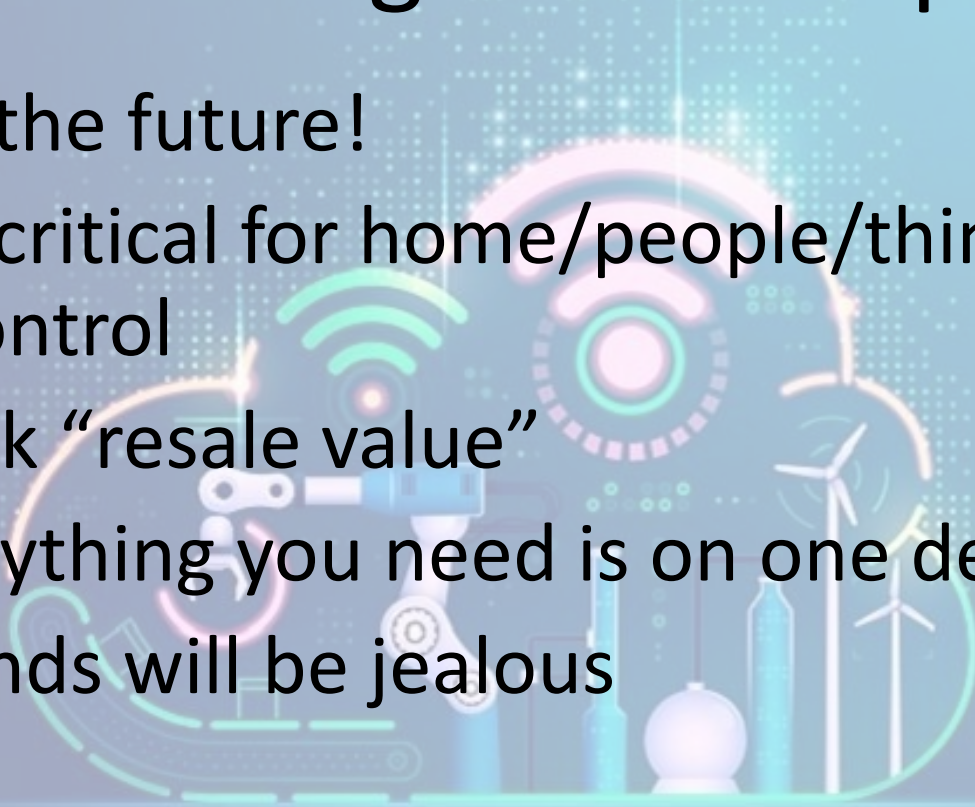 the future!
critical for home/people/thin
ontrol
k “resale value”
ything you need is on one de
nds will be jealous